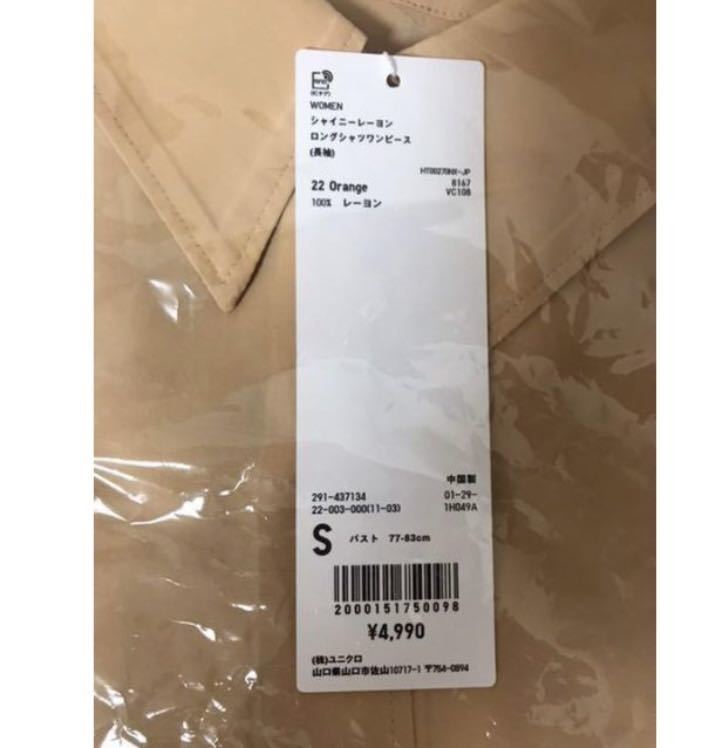 WOMEN
シャイニーレーヨン
ロングシャツワンピース
(長袖)
HT00270NX-JP
22 Orange 8167
100% レーヨン VC108
中国製
291-437134 01-29-
22-003-000(11-03) 1H049A
S バスト 77-83cm
2000151750098
¥4,990
(株)ユニクロ
山口県山口市佐山10717-1 〒754-0894